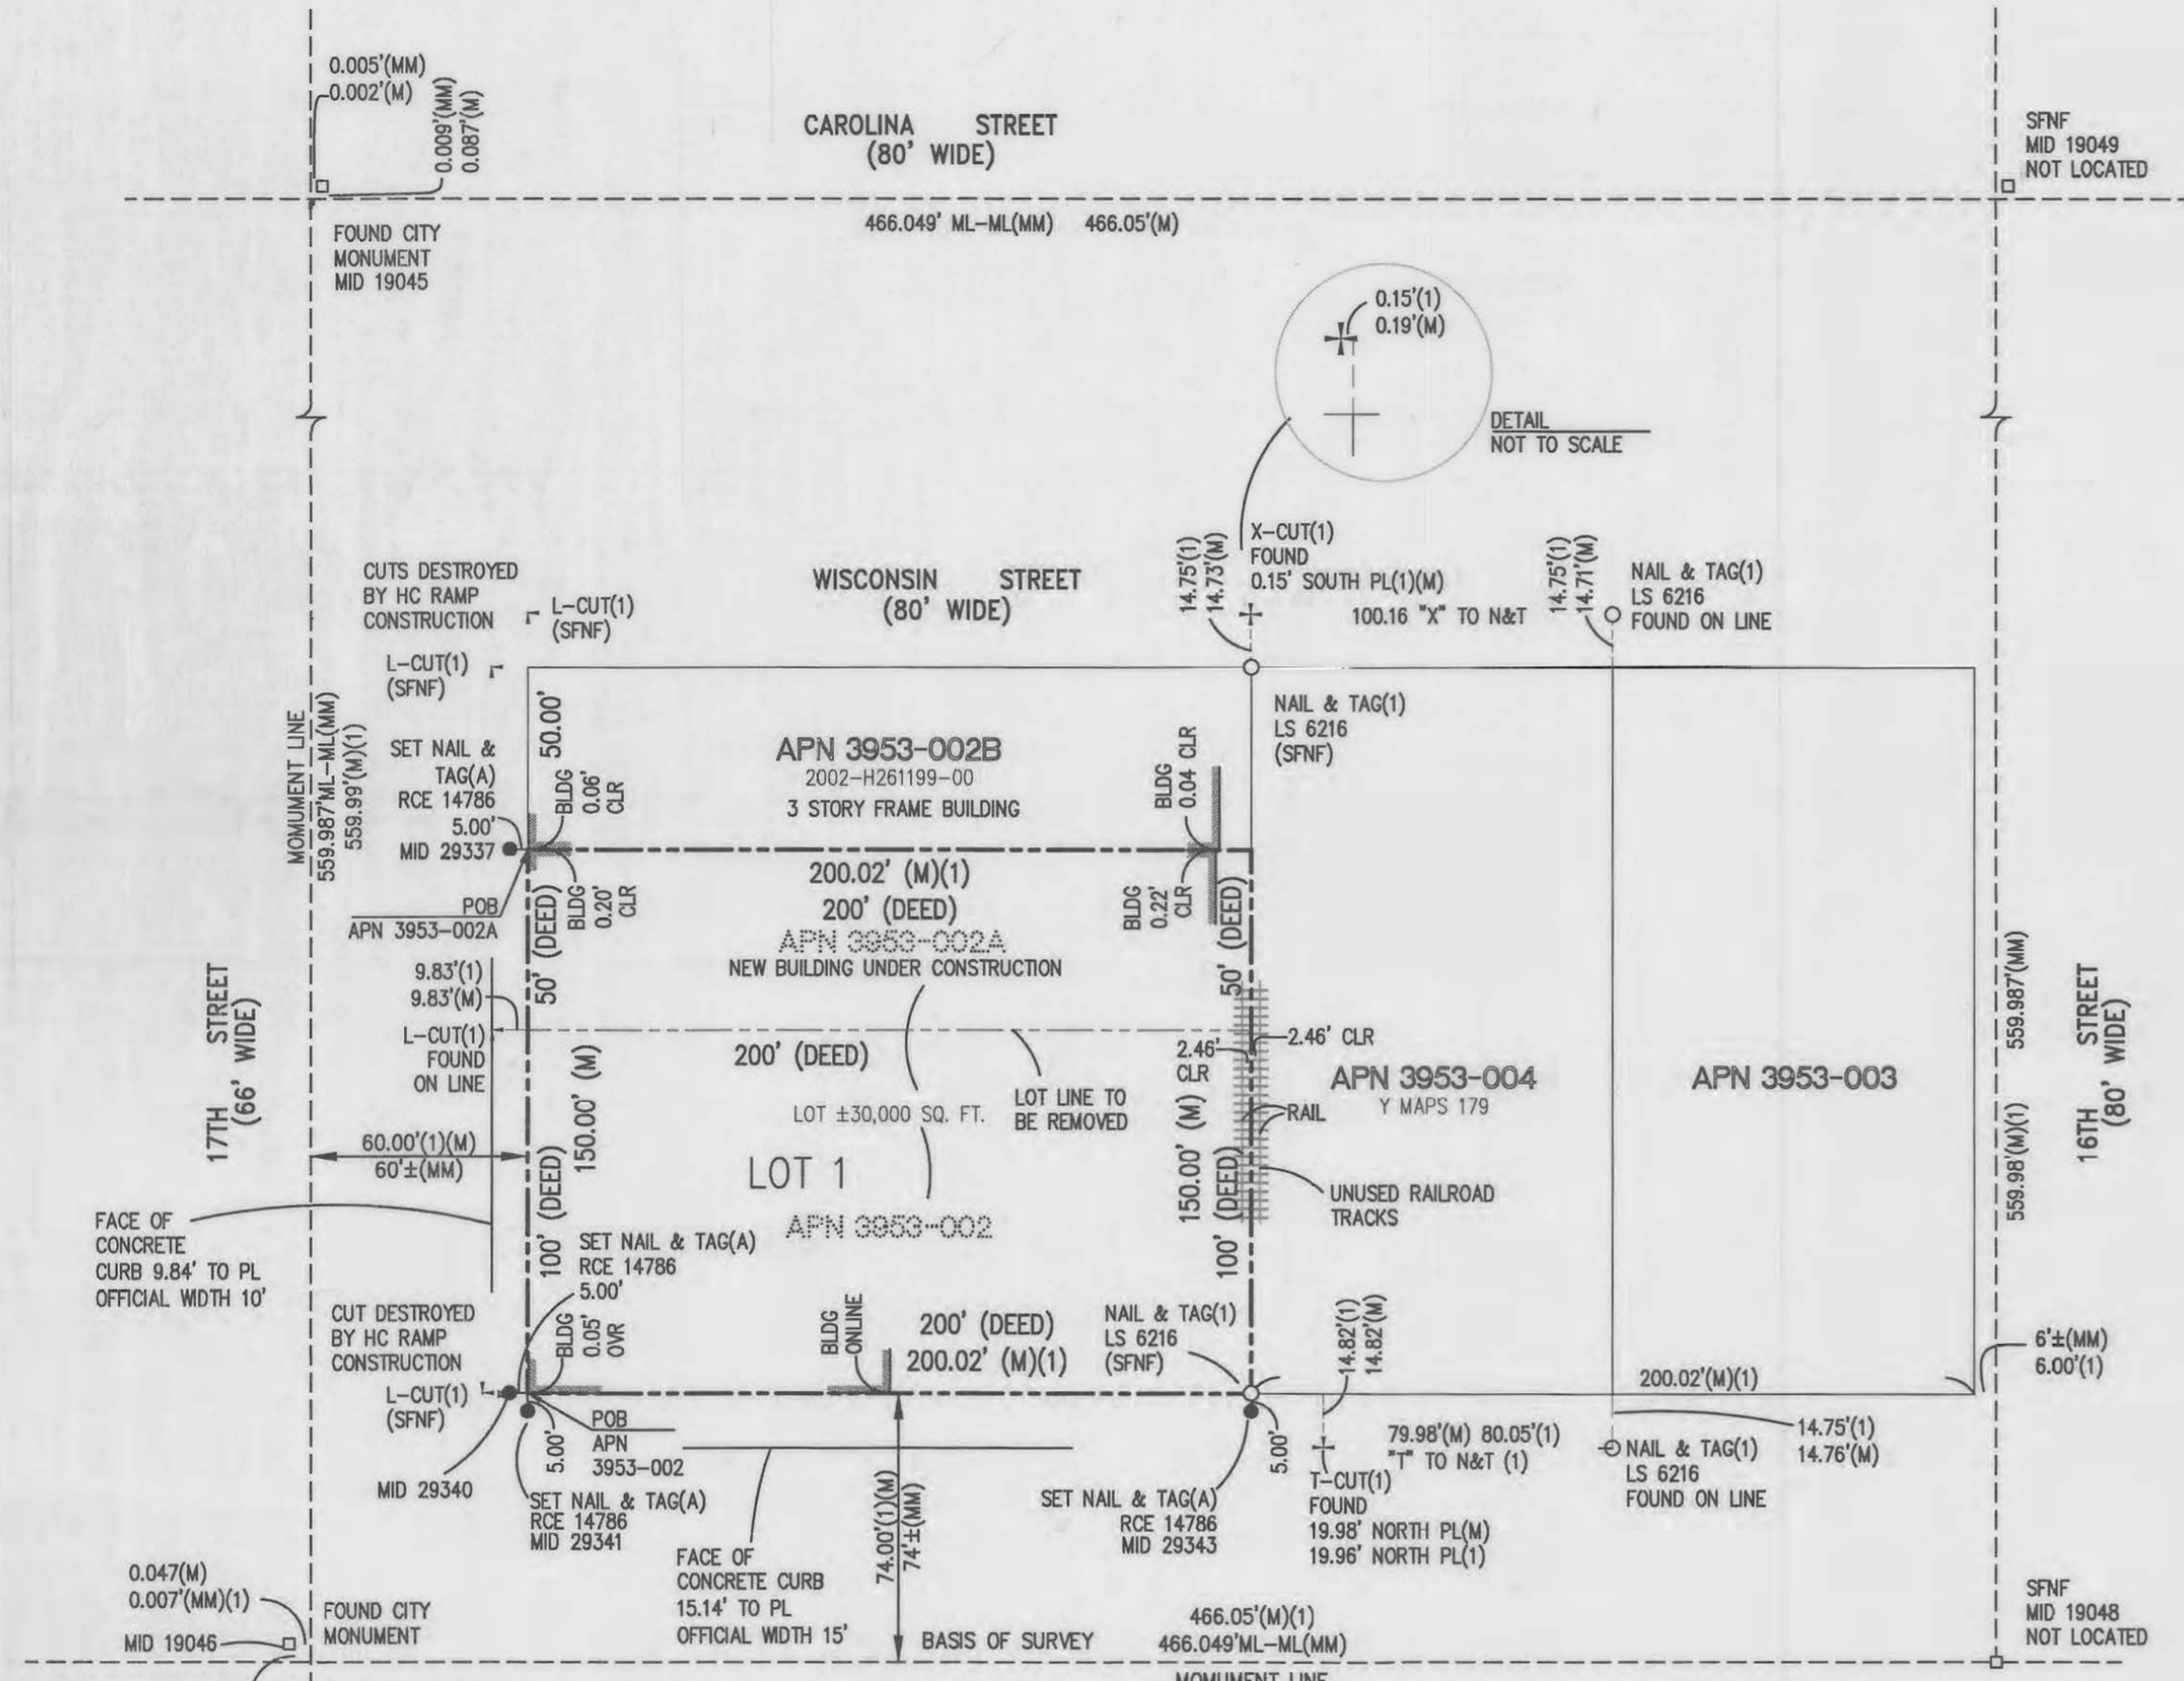 0.005'(MM)
0.002'(M)
0.009'(MM)
0.087'(M)
CAROLINA STREET
(80' WIDE)
SFNF
MID 19049
NOT LOCATED
466.049' ML-ML(MM) 466.05'(M)
FOUND CITY
MONUMENT
MID 19045
0.15'(1)
0.19'(M)
DETAIL
NOT TO SCALE
CUTS DESTROYED
BY HC RAMP
CONSTRUCTION
L-CUT(1)
(SFNF)
WISCONSIN STREET
(80' WIDE)
14.75'(1)
14.73'(M)
X-CUT(1)
FOUND
0.15' SOUTH PL(1)(M)
100.16 "X" TO N&T
14.75'(1)
14.71'(M)
NAIL & TAG(1)
LS 6216
FOUND ON LINE
L-CUT(1)
(SFNF)
MOMUMENT LINE
559.987'ML-ML(MM)
559.99'(M)(1)
SET NAIL &
TAG(A)
RCE 14786
5.00'
MID 29337
50.00'
BLDG
0.06'
CLR
APN 3953-002B
2002-H261199-00
3 STORY FRAME BUILDING
BLDG
0.04 CLR
NAIL & TAG(1)
LS 6216
(SFNF)
POB
APN 3953-002A
50' (DEED)
BLDG
0.20'
CLR
200.02' (M)(1)
200' (DEED)
APN 3953-002A
NEW BUILDING UNDER CONSTRUCTION
BLDG
0.22'
CLR
50' (DEED)
17TH STREET
(66' WIDE)
9.83'(1)
9.83'(M)
L-CUT(1)
FOUND
ON LINE
200' (DEED)
150.00' (M)
2.46'
CLR
2.46' CLR
LOT LINE TO
BE REMOVED
LOT ±30,000 SQ. FT.
APN 3953-004
Y MAPS 179
APN 3953-003
559.987'(MM)
559.98'(M)(1)
16TH STREET
(80' WIDE)
RAIL
60.00'(1)(M)
60'±(MM)
LOT 1
APN 3953-002
150.00' (M)
100' (DEED)
100' (DEED)
UNUSED RAILROAD
TRACKS
FACE OF
CONCRETE
CURB 9.84' TO PL
OFFICIAL WIDTH 10'
SET NAIL & TAG(A)
RCE 14786
5.00'
CUT DESTROYED
BY HC RAMP
CONSTRUCTION
L-CUT(1)
(SFNF)
BLDG
0.05'
OVR
BLDG
ONLINE
200' (DEED)
200.02' (M)(1)
NAIL & TAG(1)
LS 6216
(SFNF)
14.82'(1)
14.82'(M)
200.02'(M)(1)
6'±(MM)
6.00'(1)
MID 29340
5.00'
POB
APN
3953-002
SET NAIL & TAG(A)
RCE 14786
MID 29341
FACE OF
CONCRETE CURB
15.14' TO PL
OFFICIAL WIDTH 15'
74.00'(1)(M)
74'±(MM)
SET NAIL & TAG(A)
RCE 14786
MID 29343
5.00'
79.98'(M) 80.05'(1)
"T" TO N&T (1)
T-CUT(1)
FOUND
19.98' NORTH PL(M)
19.96' NORTH PL(1)
NAIL & TAG(1)
LS 6216
FOUND ON LINE
14.75'(1)
14.76'(M)
0.047(M)
0.007'(MM)(1)
MID 19046
FOUND CITY
MONUMENT
BASIS OF SURVEY
466.05'(M)(1)
466.049'ML-ML(MM)
MOMUMENT LINE
SFNF
MID 19048
NOT LOCATED